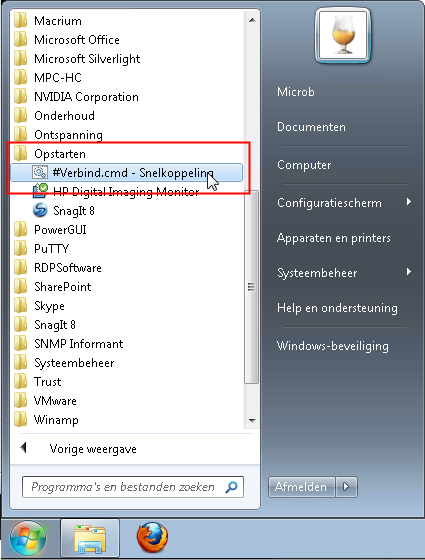 Macrium
Microsoft Office
Microsoft Silverlight
MPC-HC
NVIDIA Corporation
Onderhoud
Ontspanning
Opstarten
#Verbind.cmd - Snelkoppeling
HP Digital Imaging Monitor
SnagIt 8
PowerGUI
PuTTY
RDPSoftware
SharePoint
Skype
SnagIt 8
SNMP Informant
Systeembeheer
Trust
VMware
Winamp
Vorige weergave
Programma's en bestanden zoeken
Microb
Documenten
Computer
Configuratiescherm
Apparaten en printers
Systeembeheer
Help en ondersteuning
Windows-beveiliging
Afmelden